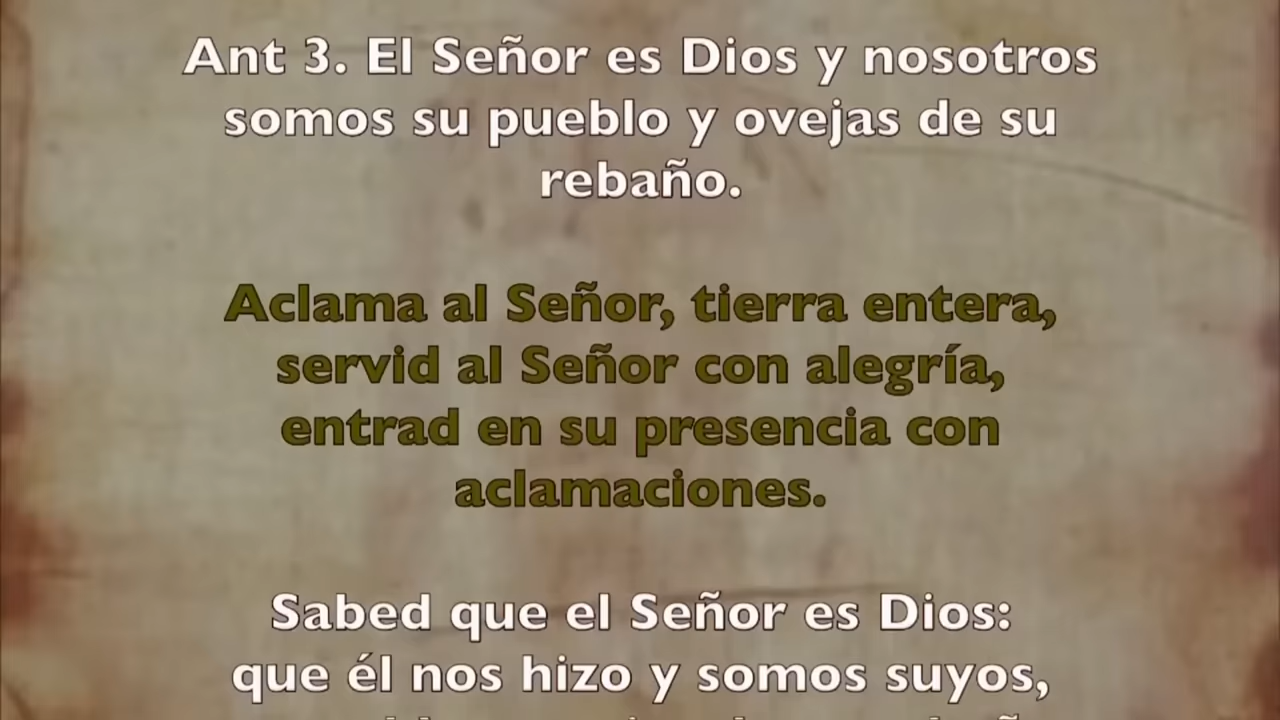 Ant 3. El Señor es Dios y nosotros
somos su pueblo y ovejas de su
rebaño.
Aclama al Señor, tierra entera,
servid al Señor con alegría,
entrad en su presencia con
aclamaciones.
Sabed que el Señor es Dios:
que él nos hizo y somos suyos,